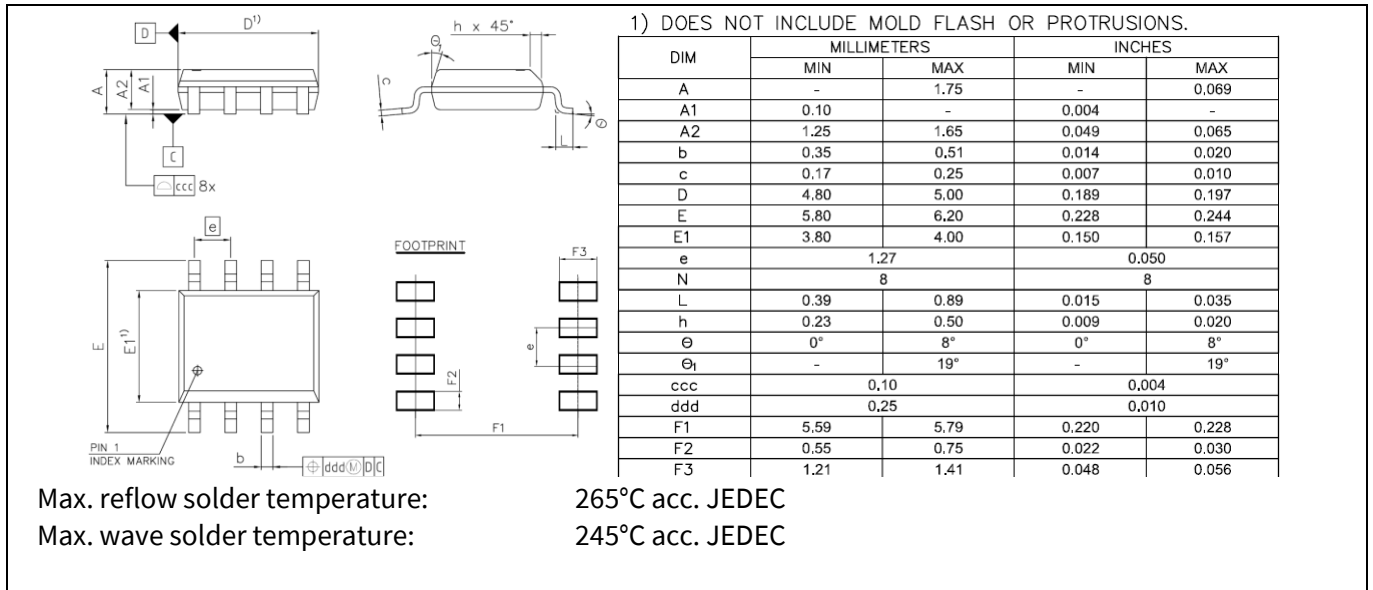 1) DOES NOT INCLUDE MOLD FLASH OR PROTRUSIONS.
D
D1)
h x 45°
Θ1
A
A2
A1
c
C
ccc 8x
L
Θ
e
FOOTPRINT
F3
E
E1 1)
e
F2
F1
PIN 1
INDEX MARKING
b
⌖ ddd Ⓜ D C
DIM MILLIMETERS INCHES
MIN MAX MIN MAX
A - 1.75 - 0.069
A1 0.10 - 0.004 -
A2 1.25 1.65 0.049 0.065
b 0.35 0.51 0.014 0.020
c 0.17 0.25 0.007 0.010
D 4.80 5.00 0.189 0.197
E 5.80 6.20 0.228 0.244
E1 3.80 4.00 0.150 0.157
e 1.27 0.050
N 8 8
L 0.39 0.89 0.015 0.035
h 0.23 0.50 0.009 0.020
Θ 0° 8° 0° 8°
Θ1 - 19° - 19°
ccc 0.10 0.004
ddd 0.25 0.010
F1 5.59 5.79 0.220 0.228
F2 0.55 0.75 0.022 0.030
F3 1.21 1.41 0.048 0.056
Max. reflow solder temperature: 265°C acc. JEDEC
Max. wave solder temperature: 245°C acc. JEDEC